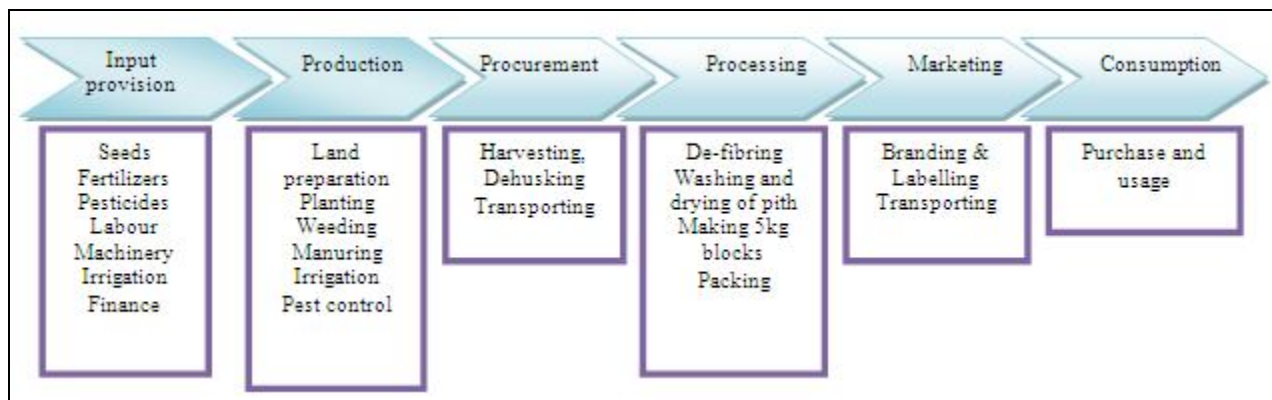 Input
provision
Production
Procurement
Processing
Marketing
Consumption
Seeds
Fertilizers
Pesticides
Labour
Machinery
Irrigation
Finance
Land
preparation
Planting
Weeding
Manuring
Irrigation
Pest control
Harvesting,
Dehusking
Transporting
De-fibring
Washing and
drying of pith
Making 5kg
blocks
Packing
Branding &
Labelling
Transporting
Purchase and
usage